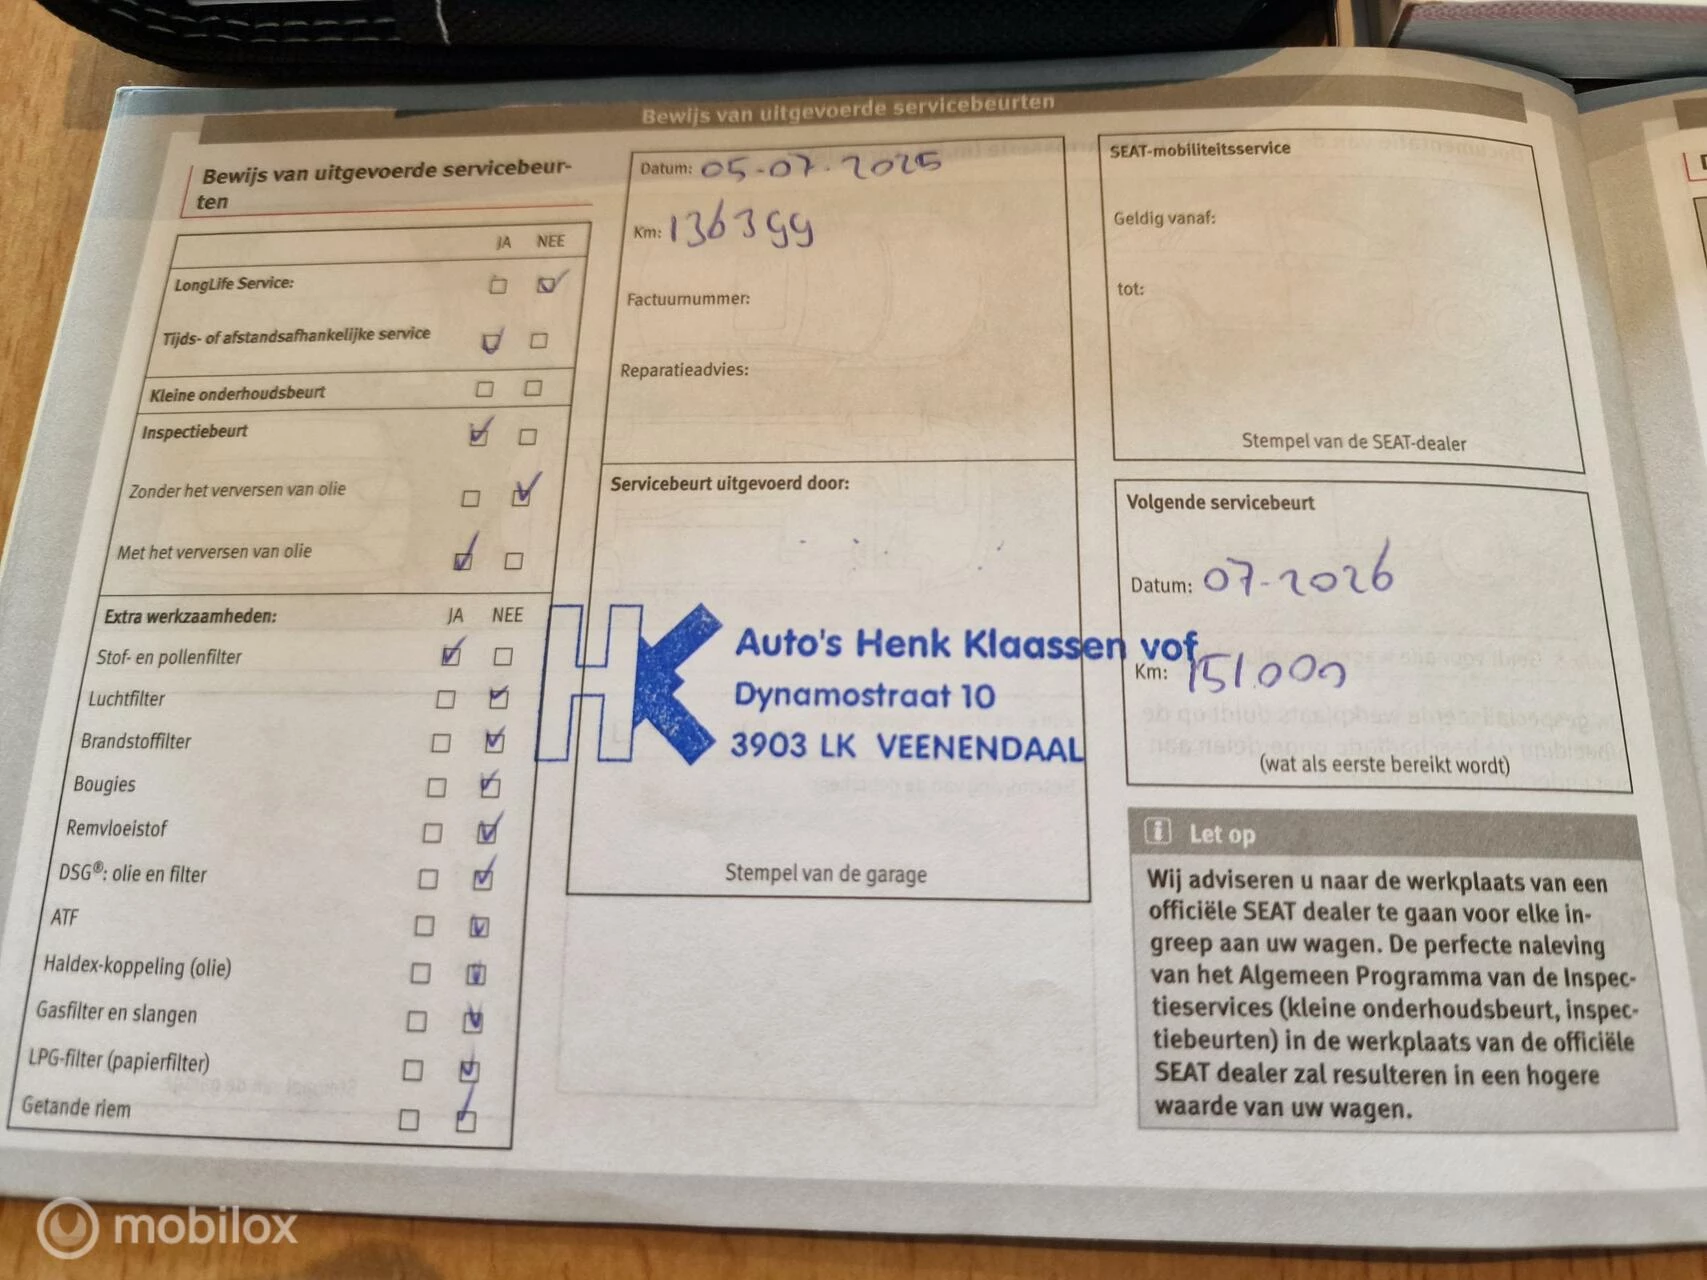 Bewijs van uitgevoerde servicebeurten
Bewijs van uitgevoerde servicebeur-
ten
JA NEE
LongLife Service:
Tijds- of afstandsafhankelijke service
Kleine onderhoudsbeurt
Inspectiebeurt
Zonder het verversen van olie
Met het verversen van olie
Extra werkzaamheden: JA NEE
Stof- en pollenfilter
Luchtfilter
Brandstoffilter
Bougies
Remvloeistof
DSG®: olie en filter
ATF
Haldex-koppeling (olie)
Gasfilter en slangen
LPG-filter (papierfilter)
Getande riem
Datum: 05-07-2025
Km: 136399
Factuurnummer:
Reparatieadvies:
Servicebeurt uitgevoerd door:
HK
Auto's Henk Klaassen vof
Dynamostraat 10
3903 LK VEENENDAAL
Stempel van de garage
SEAT-mobiliteitsservice
Geldig vanaf:
tot:
Stempel van de SEAT-dealer
Volgende servicebeurt
Datum: 07-2026
Km: 151.000
(wat als eerste bereikt wordt)
i Let op
Wij adviseren u naar de werkplaats van een
officiële SEAT dealer te gaan voor elke in-
greep aan uw wagen. De perfecte naleving
van het Algemeen Programma van de Inspec-
tieservices (kleine onderhoudsbeurt, inspec-
tiebeurten) in de werkplaats van de officiële
SEAT dealer zal resulteren in een hogere
waarde van uw wagen.
mobilox